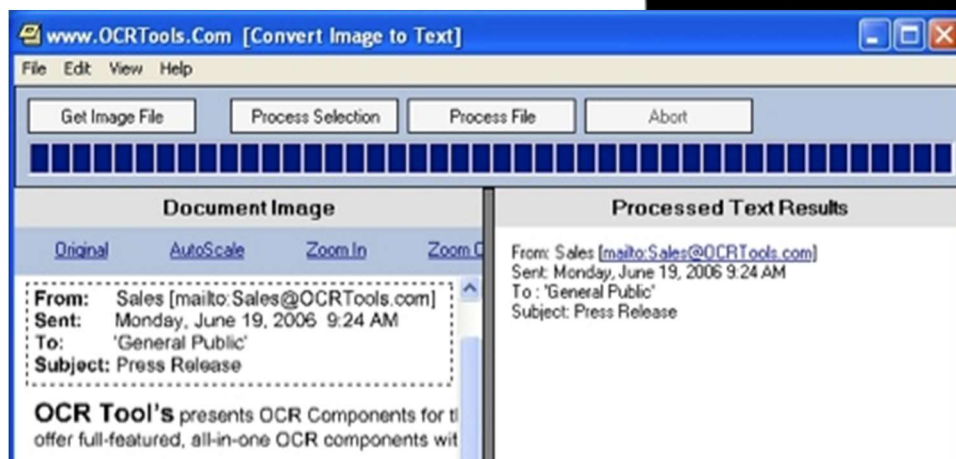 www.OCRTools.Com [Convert Image to Text]
File Edit View Help
Get Image File Process Selection Process File Abort
Document Image
Original AutoScale Zoom In Zoom
From: Sales [mailto:Sales@OCRTools.com]
Sent: Monday, June 19, 2006 9:24 AM
To: 'General Public'
Subject: Press Release
OCR Tool's presents OCR Components for
offer full-featured, all-in-one OCR components
Processed Text Results
From: Sales [mailto:Sales@OCRTools.com]
Sent: Monday, June 19, 2006 9:24 AM
To : 'General Public'
Subject: Press Release